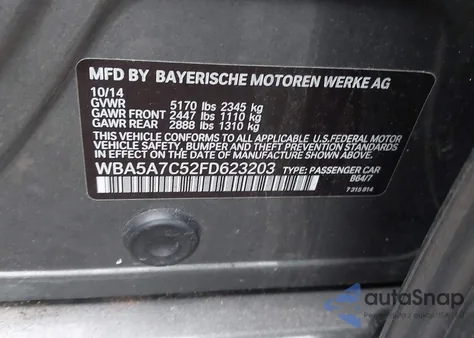 MFD BY BAYERISCHE MOTOREN WERKE AG
10/14
GVWR 5170 lbs 2345 kg
GAWR FRONT 2447 lbs 1110 kg
GAWR REAR 2888 lbs 1310 kg
THIS VEHICLE CONFORMS TO ALL APPLICABLE U.S.FEDERAL MOTOR
VEHICLE SAFETY, BUMPER AND THEFT PREVENTION STANDARDS IN
EFFECT ON THE DATE OF MANUFACTURE SHOWN ABOVE.
WBA5A7C52FD623203 TYPE: PASSENGER CAR
B64/7
7 315 814
autoSnap